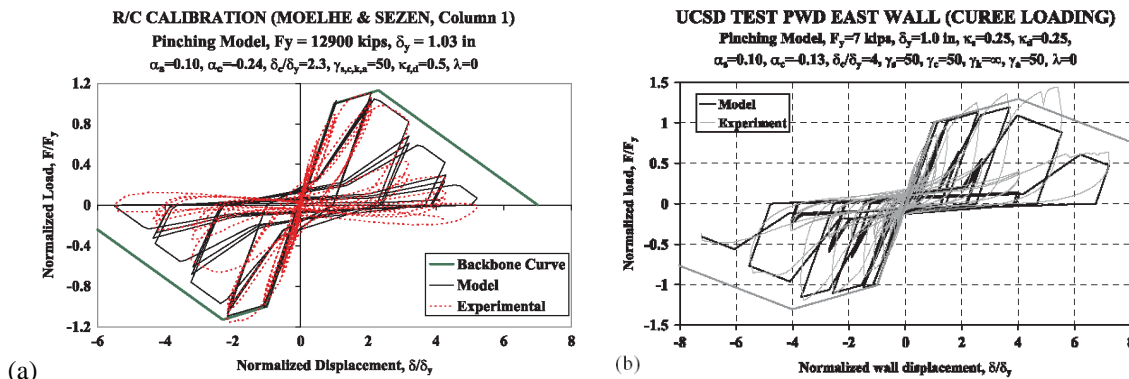 R/C CALIBRATION (MOELHE & SEZEN, Column 1)
Pinching Model, Fy = 12900 kips, δy = 1.03 in
αs=0.10, αc=-0.24, δc/δy=2.3, γs,c,k,a=50, κf,d=0.5, λ=0
Normalized Load, F/Fy
1.2
0.8
0.4
0
-0.4
-0.8
-1.2
-6 -4 -2 0 2 4 6 8
Backbone Curve
Model
Experimental
Normalized Displacement, δ/δy
(a)
UCSD TEST PWD EAST WALL (CUREE LOADING)
Pinching Model, Fy=7 kips, δy=1.0 in, κs=0.25, κd=0.25,
αs=0.10, αc=-0.13, δc/δy=4, γs=50, γc=50, γk=∞, γa=50, λ=0
Normalized load, F/Fy
1.5
1
0.5
0
-0.5
-1
-1.5
-8 -6 -4 -2 0 2 4 6 8
Model
Experiment
Normalized wall displacement, δ/δy
(b)